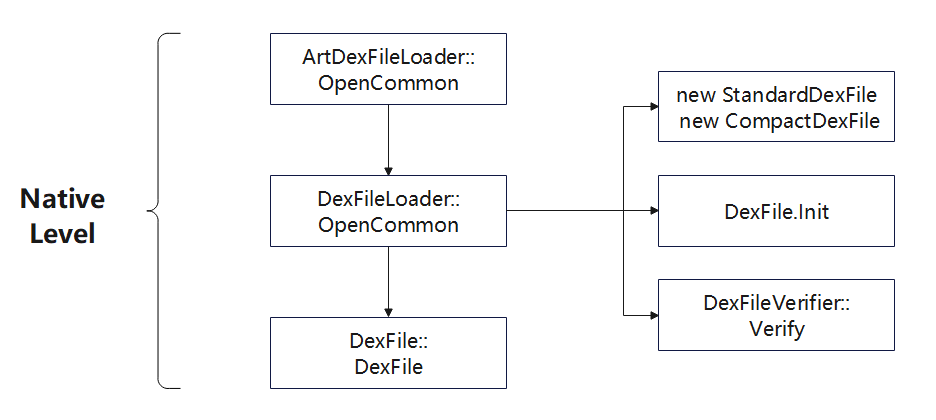 Native
Level
ArtDexFileLoader::
OpenCommon
DexFileLoader::
OpenCommon
DexFile::
DexFile
new StandardDexFile
new CompactDexFile
DexFile.Init
DexFileVerifier::
Verify